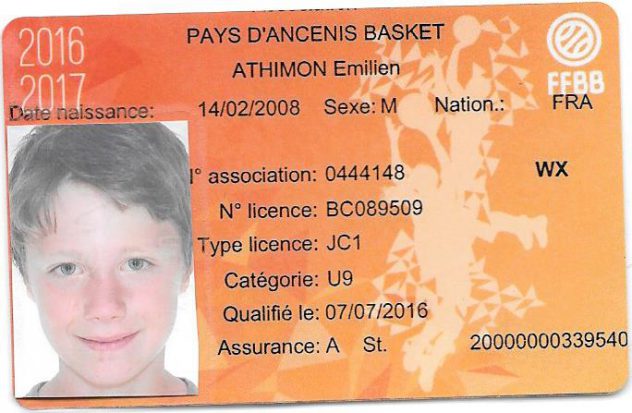 2016
2017
PAYS D'ANCENIS BASKET
ATHIMON Emilien
FFBB
Date naissance: 14/02/2008 Sexe: M Nation.: FRA
N° association: 0444148 WX
N° licence: BC089509
Type licence: JC1
Catégorie: U9
Qualifié le: 07/07/2016
Assurance: A St. 20000000339540